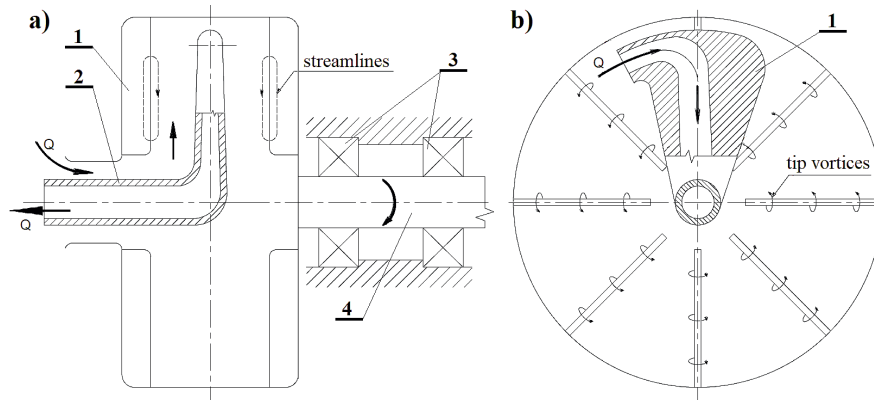 a)
1
2
streamlines
3
Q
Q
4
b)
1
Q
tip vortices